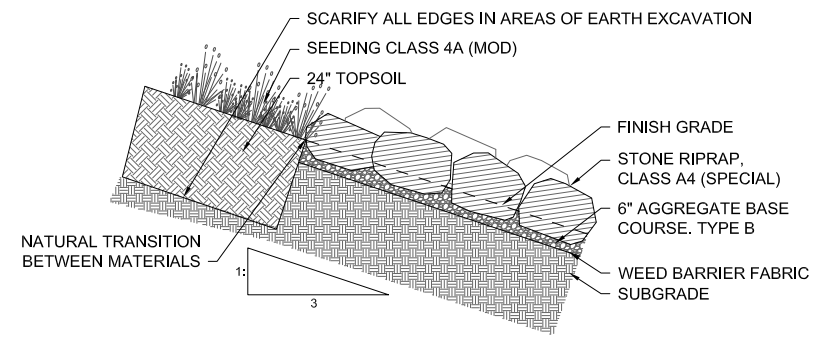 SCARIFY ALL EDGES IN AREAS OF EARTH EXCAVATION
SEEDING CLASS 4A (MOD)
24" TOPSOIL
FINISH GRADE
STONE RIPRAP,
CLASS A4 (SPECIAL)
6" AGGREGATE BASE
COURSE. TYPE B
WEED BARRIER FABRIC
SUBGRADE
NATURAL TRANSITION
BETWEEN MATERIALS
1:
3